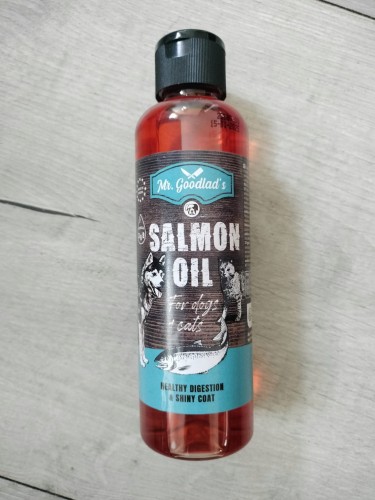 Mr. Goodlad's
SALMON
OIL
for dogs
+ cats
HEALTHY DIGESTION
& SHINY COAT